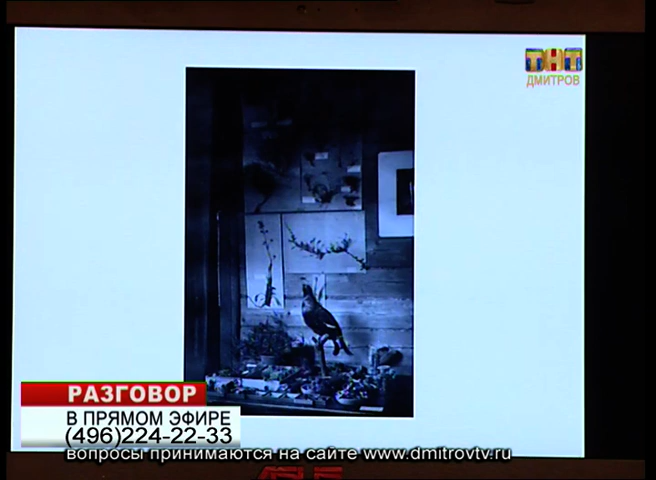 ТНТ
ДМИТРОВ
РАЗГОВОР
В ПРЯМОМ ЭФИРЕ
(496)224-22-33
вопросы принимаются на сайте www.dmitrovtv.ru